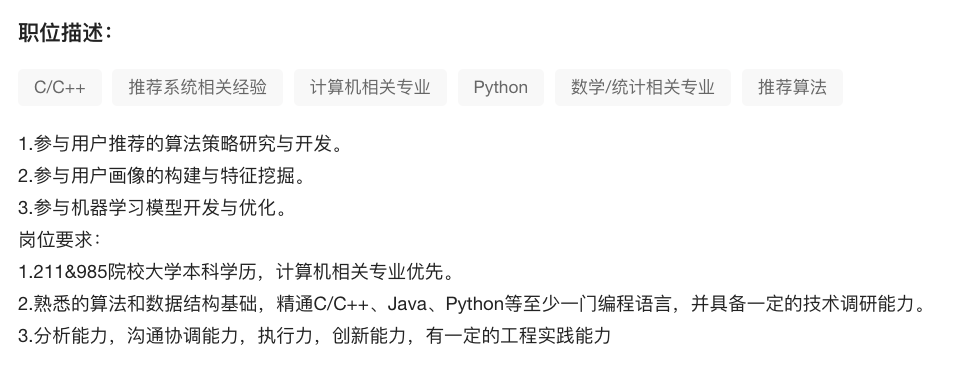 职位描述：
C/C++ 推荐系统相关经验 计算机相关专业 Python 数学/统计相关专业 推荐算法
1.参与用户推荐的算法策略研究与开发。
2.参与用户画像的构建与特征挖掘。
3.参与机器学习模型开发与优化。
岗位要求：
1.211&985院校大学本科学历，计算机相关专业优先。
2.熟悉的算法和数据结构基础，精通C/C++、Java、Python等至少一门编程语言，并具备一定的技术调研能力。
3.分析能力，沟通协调能力，执行力，创新能力，有一定的工程实践能力